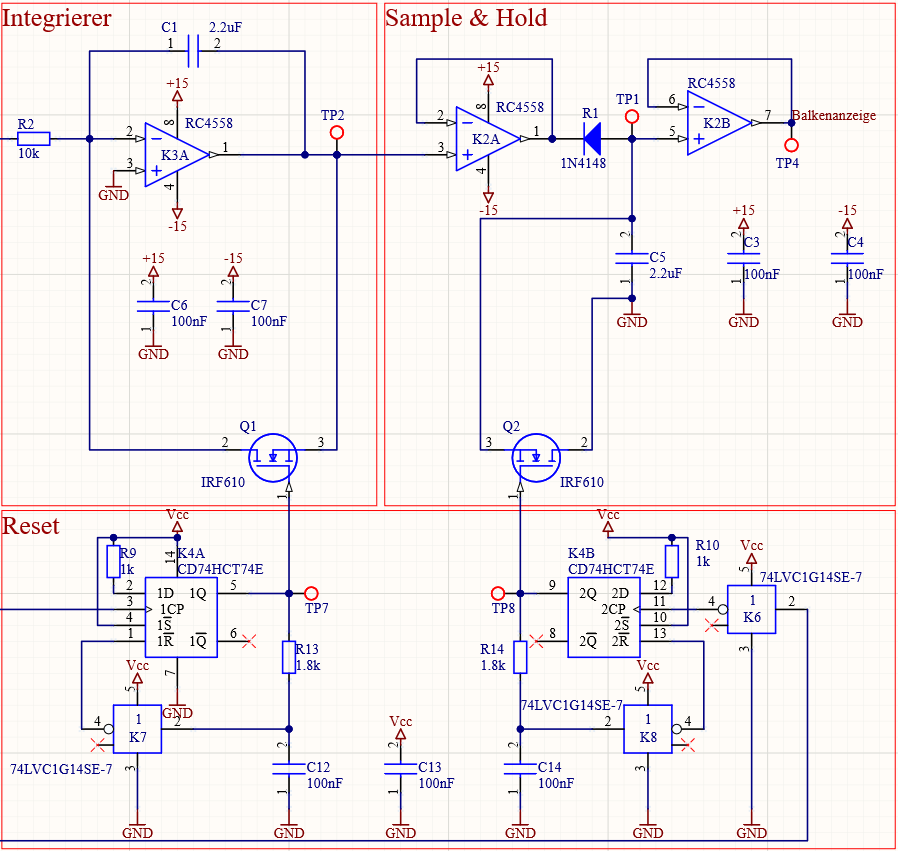 Integrierer
Sample & Hold
C1
2.2uF
1
2
+15
+15
RC4558
R2
10k
8
RC4558
TP2
2
K3A
1
3
4
GND
-15
8
RC4558
2
K2A
1
3
4
-15
R1
1N4148
TP1
6
K2B
7
5
Balkenanzeige
TP4
+15
2
C6
100nF
1
GND
-15
2
C7
100nF
1
GND
2
C5
2.2uF
1
GND
+15
2
C3
100nF
1
GND
-15
2
C4
100nF
1
GND
Q1
2
3
IRF610
1
Q2
3
2
IRF610
1
Reset
Vcc
R9
1k
14
K4A
CD74HCT74E
2
1D
1Q
5
3
1CP
4
1S
1
1R
1Q
6
7
GND
TP7
R13
1.8k
Vcc
5
4
1
K7
2
74LVC1G14SE-7
3
GND
2
C12
100nF
1
GND
Vcc
2
C13
100nF
1
GND
TP8
Vcc
K4B
CD74HCT74E
R10
1k
9
2Q
2D
12
2CP
11
2S
10
8
2Q
2R
13
R14
1.8k
Vcc
5
74LVC1G14SE-7
4
1
K6
2
3
GND
74LVC1G14SE-7
Vcc
5
2
1
K8
4
3
GND
2
C14
100nF
1
GND